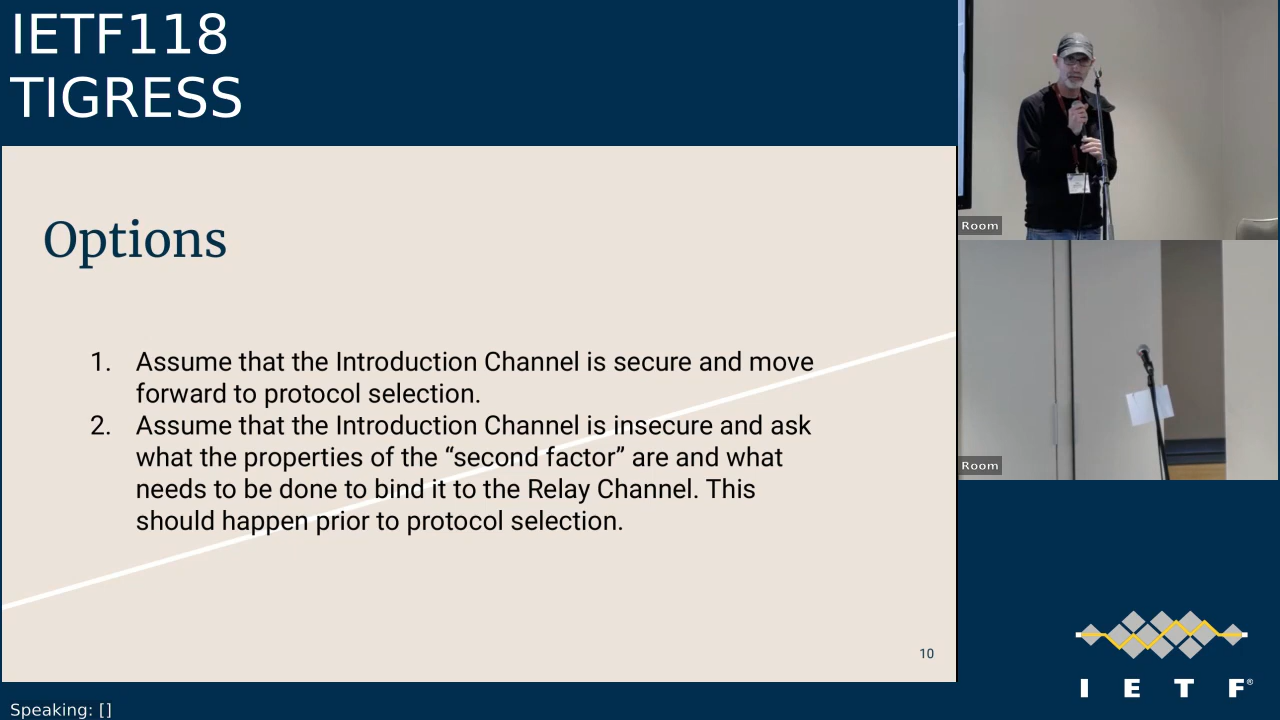 IETF118
TIGRESS
Options
1. Assume that the Introduction Channel is secure and move
forward to protocol selection.
2. Assume that the Introduction Channel is insecure and ask
what the properties of the “second factor” are and what
needs to be done to bind it to the Relay Channel. This
should happen prior to protocol selection.
10
Room
Room
I E T F®
Speaking: []